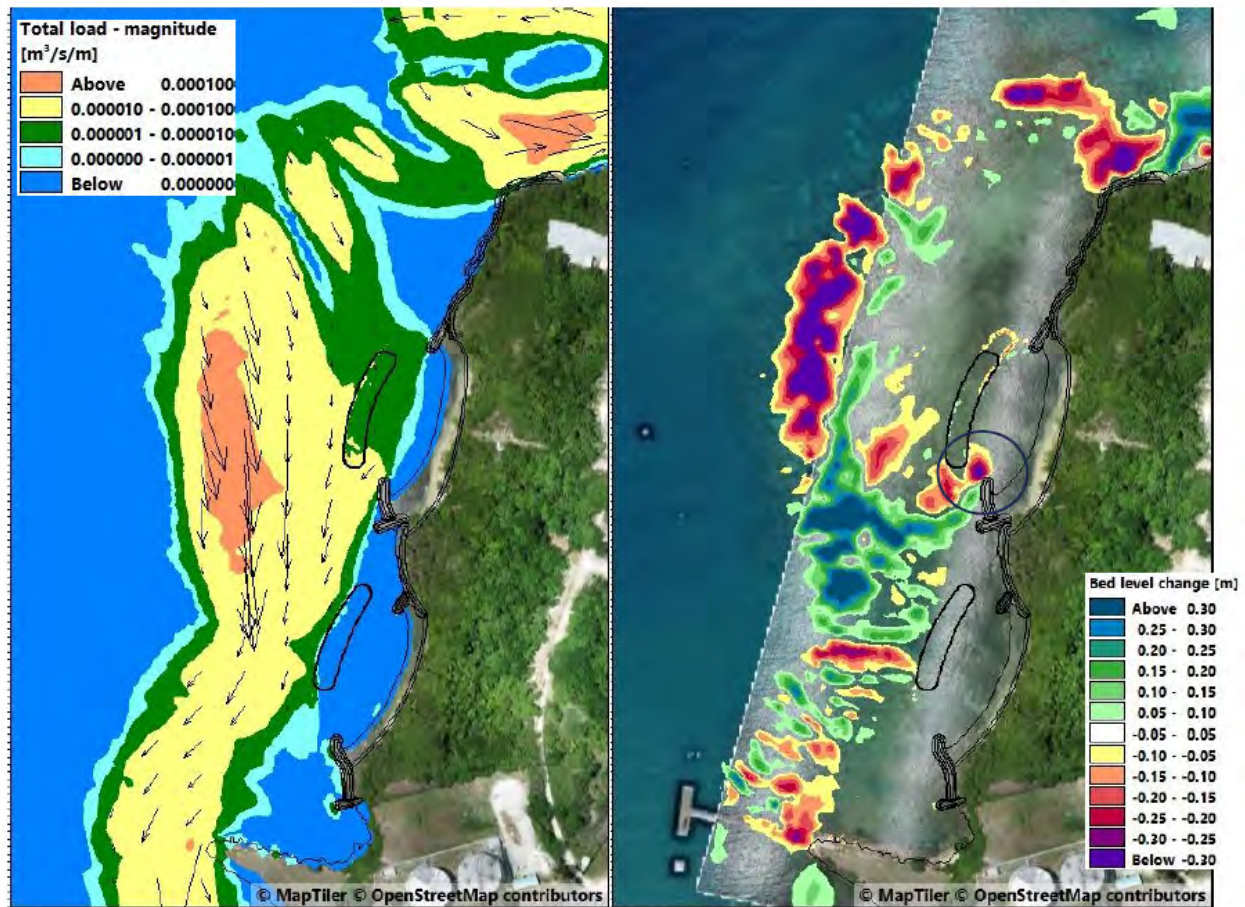 Total load - magnitude
[m³/s/m]
Above 0.000100
0.000010 - 0.000100
0.000001 - 0.000010
0.000000 - 0.000001
Below 0.000000
Bed level change [m]
Above 0.30
0.25 - 0.30
0.20 - 0.25
0.15 - 0.20
0.10 - 0.15
0.05 - 0.10
-0.05 - 0.05
-0.10 - -0.05
-0.15 - -0.10
-0.20 - -0.15
-0.25 - -0.20
-0.30 - -0.25
Below -0.30
© MapTiler © OpenStreetMap contributors
© MapTiler © OpenStreetMap contributors